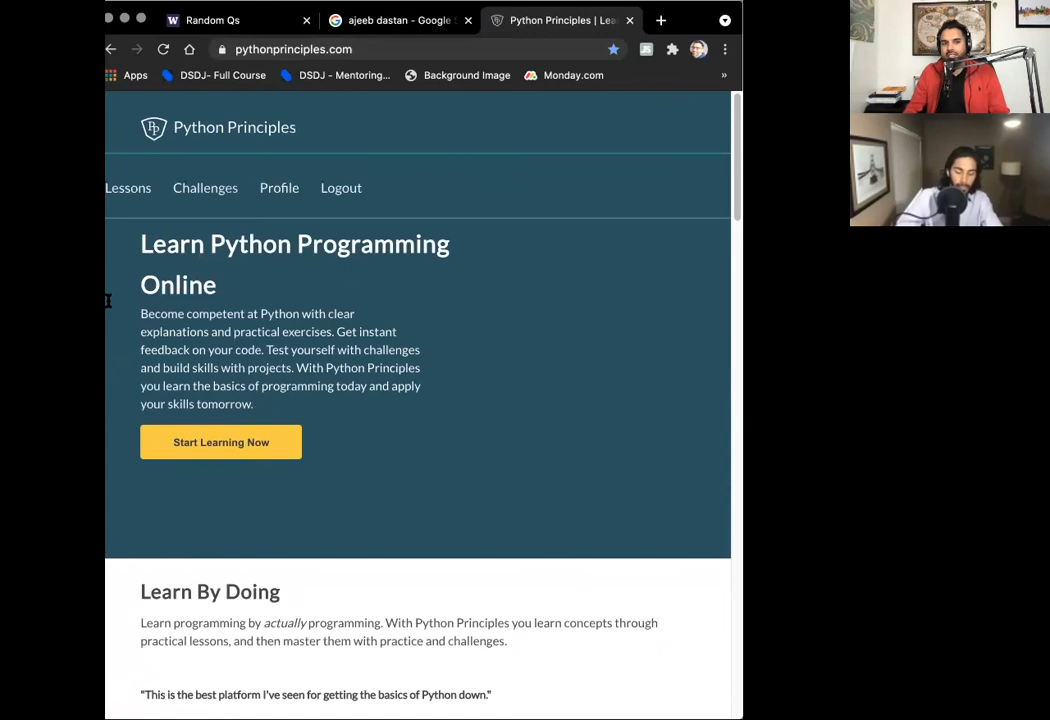 Random Qs
ajeeb dastan - Google
Python Principles | Lea
pythonprinciples.com
Apps
DSDJ- Full Course
DSDJ - Mentoring...
Background Image
Monday.com
»
Python Principles
Lessons
Challenges
Profile
Logout
Learn Python Programming
Online
Become competent at Python with clear
explanations and practical exercises. Get instant
feedback on your code. Test yourself with challenges
and build skills with projects. With Python Principles
you learn the basics of programming today and apply
your skills tomorrow.
Start Learning Now
Learn By Doing
Learn programming by actually programming. With Python Principles you learn concepts through
practical lessons, and then master them with practice and challenges.
"This is the best platform I've seen for getting the basics of Python down."